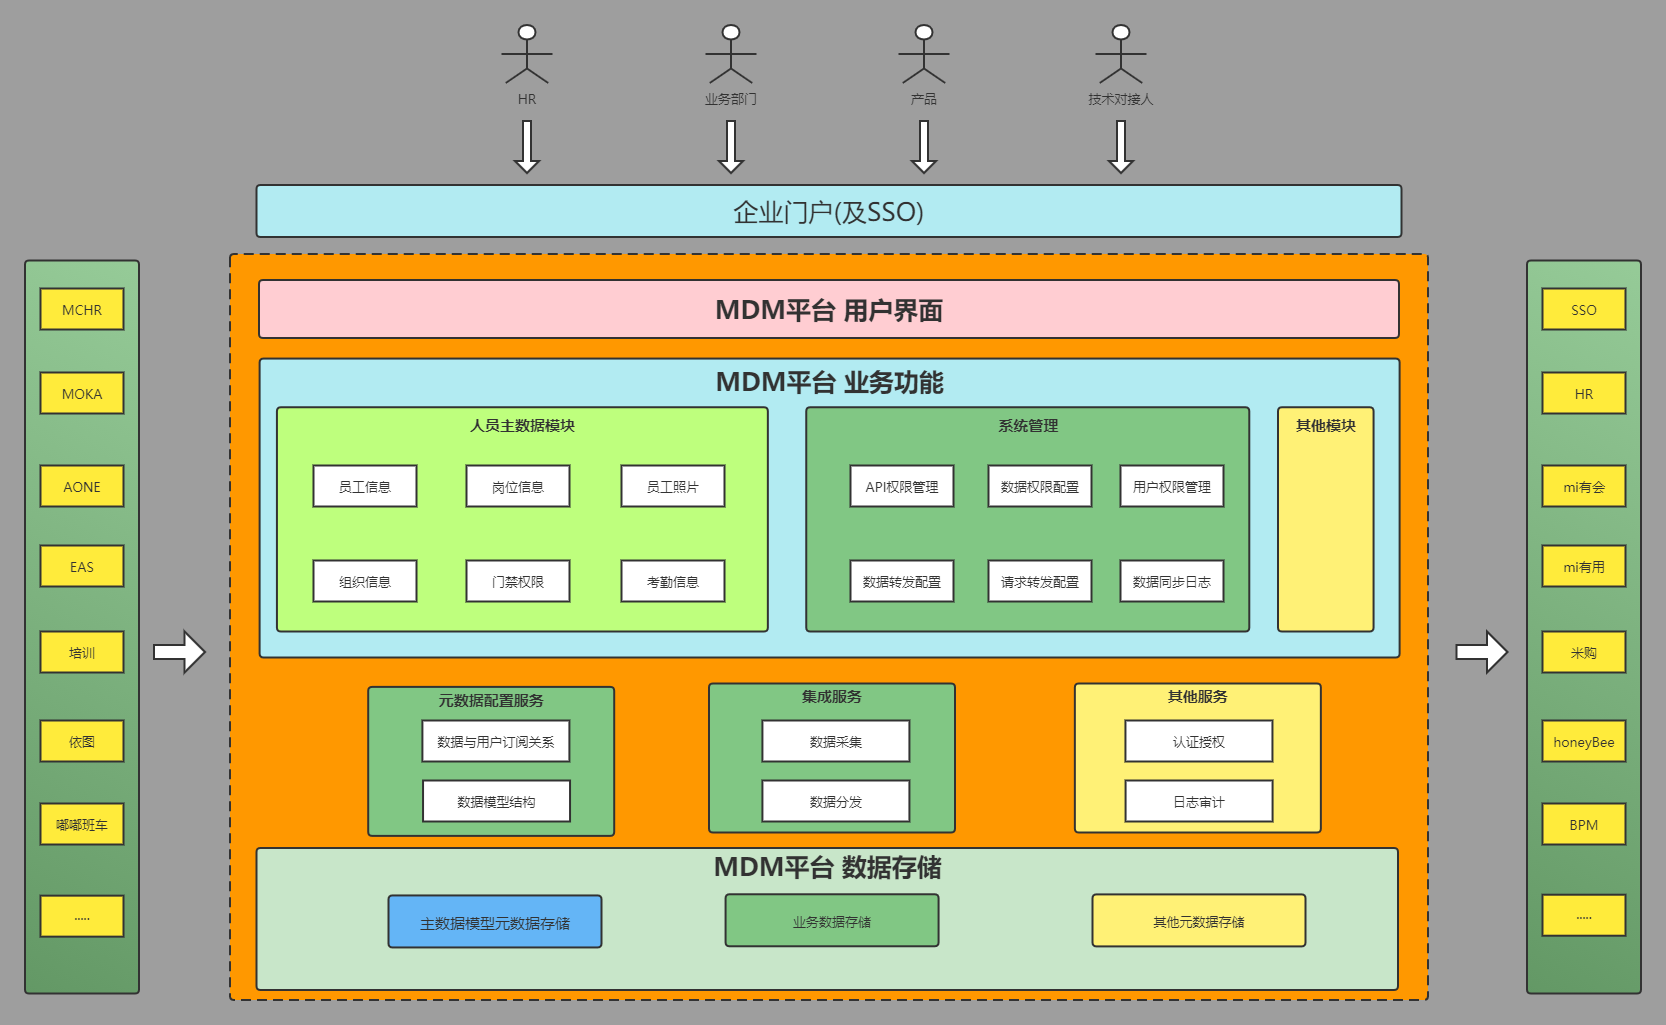 HR
业务部门
产品
技术对接人
企业门户(及SSO)
MCHR
MOKA
AONE
EAS
培训
依图
嘟嘟班车
.....
MDM平台 用户界面
MDM平台 业务功能
人员主数据模块
员工信息
岗位信息
员工照片
组织信息
门禁权限
考勤信息
系统管理
API权限管理
数据权限配置
用户权限管理
数据转发配置
请求转发配置
数据同步日志
其他模块
元数据配置服务
数据与用户订阅关系
数据模型结构
集成服务
数据采集
数据分发
其他服务
认证授权
日志审计
MDM平台 数据存储
主数据模型元数据存储
业务数据存储
其他元数据存储
SSO
HR
mi有会
mi有用
米购
honeyBee
BPM
.....